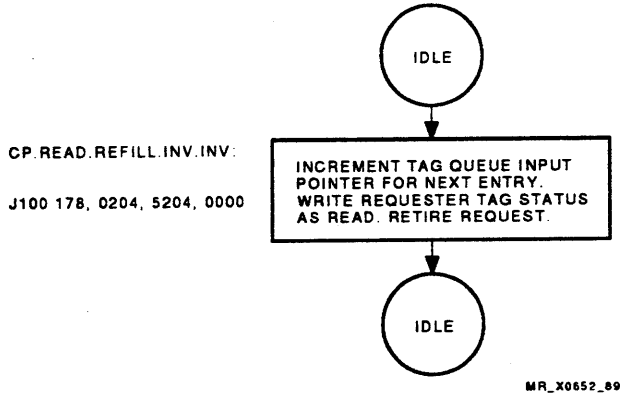 IDLE
CP.READ.REFILL.INV.INV:
J100 178, 0204, 5204, 0000
INCREMENT TAG QUEUE INPUT
POINTER FOR NEXT ENTRY.
WRITE REQUESTER TAG STATUS
AS READ. RETIRE REQUEST.
IDLE
MR_X0652_89